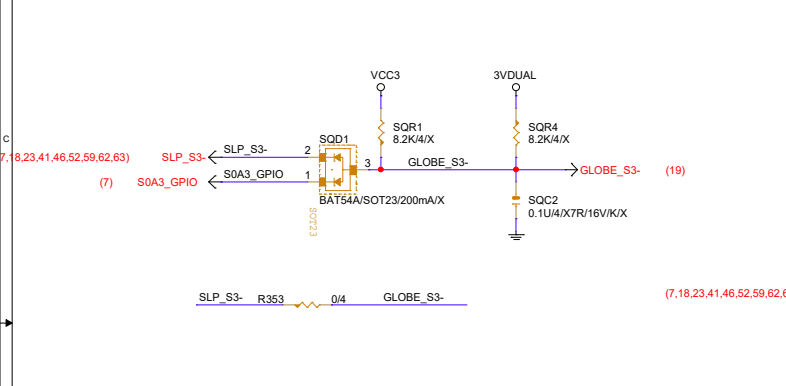 VCC3
3VDUAL
C
SQD1
SQR1
8.2K/4/X
SQR4
8.2K/4/X
7,18,23,41,46,52,59,62,63)
SLP_S3-
SLP_S3-
2
3
GLOBE_S3-
GLOBE_S3-
(19)
(7)
S0A3_GPIO
S0A3_GPIO
1
BAT54A/SOT23/200mA/X
SQC2
0.1U/4/X7R/16V/K/X
SOT23
SLP_S3-
R353
0/4
GLOBE_S3-
(7,18,23,41,46,52,59,62,6